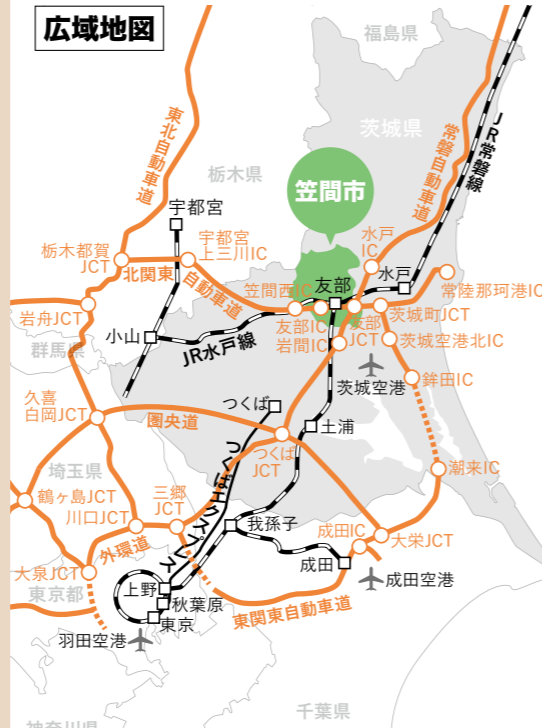 広域地図
福島県
茨城県
JR常磐線
常磐自動車道
東北自動車道
栃木県
笠間市
宇都宮
水戸
IC
宇都宮
上三川IC
栃木都賀
JCT
北関東
自動車道
笠間西IC
友部
水戸
常陸那珂港IC
岩舟JCT
友部IC
友部
JCT
茨城町JCT
小山
JR水戸線
岩間IC
茨城空港北IC
群馬県
茨城空港
鉾田IC
久喜
白岡JCT
つくば
圏央道
土浦
つくば
JCT
つくばエクスプレス
埼玉県
潮来IC
鶴ヶ島JCT
三郷
JCT
川口JCT
我孫子
成田IC
大栄JCT
外環道
成田
大泉JCT
上野
成田空港
東京都
秋葉原
東関東自動車道
東京
羽田空港
千葉県
神奈川県